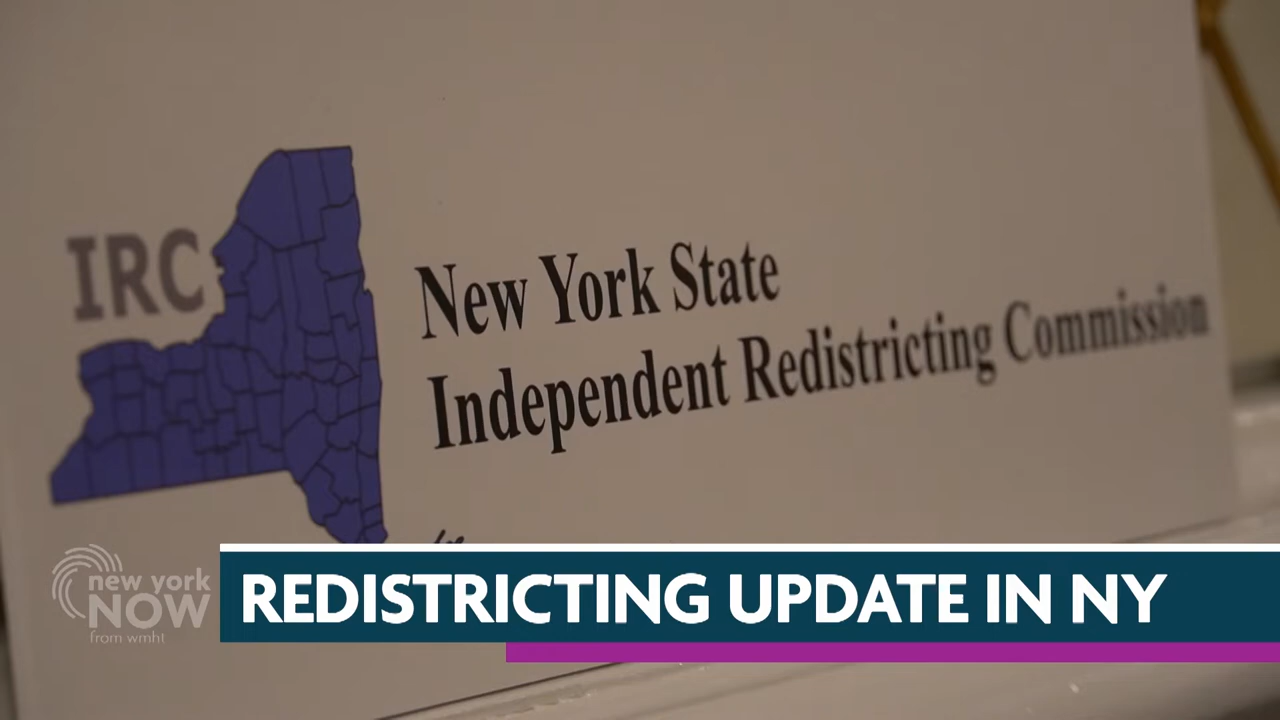 IRC
New York State
Independent Redistricting Commission
new york
NOW
from wmht
REDISTRICTING UPDATE IN NY